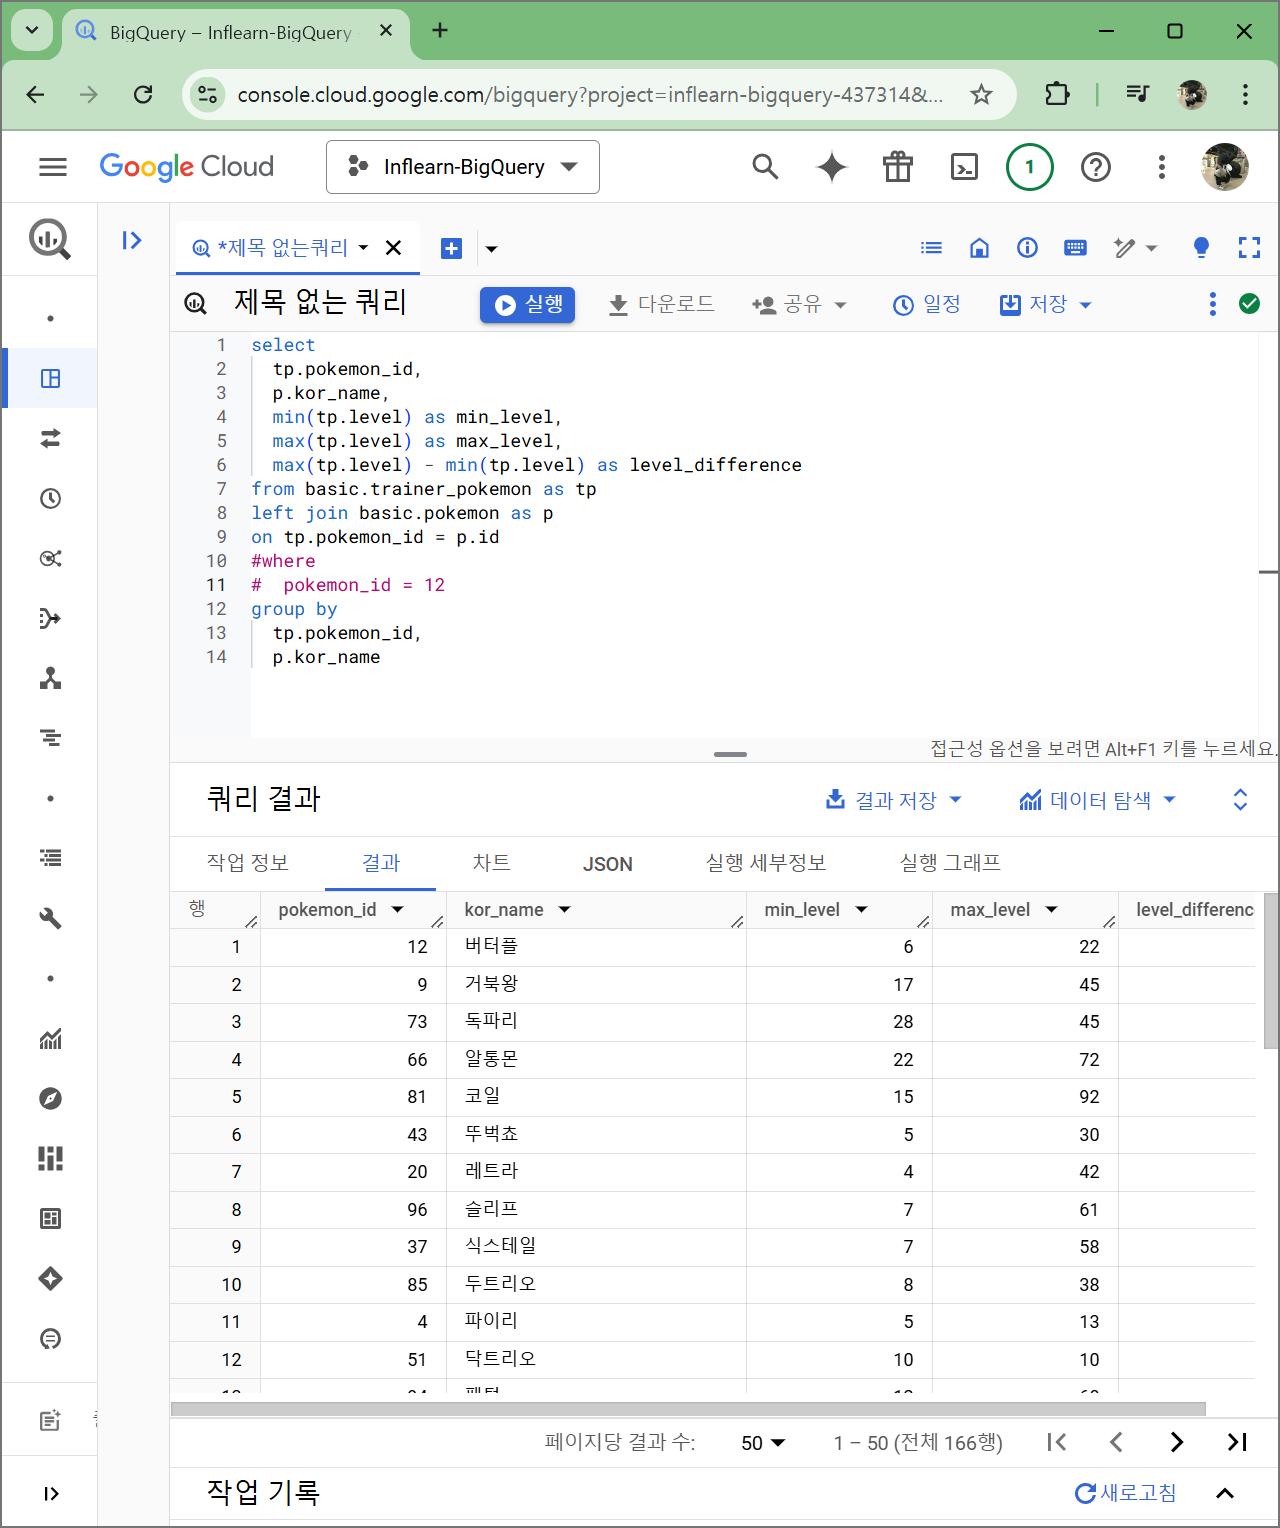 BigQuery – Inflearn-BigQuery
console.cloud.google.com/bigquery?project=inflearn-bigquery-437314&...
Google Cloud
Inflearn-BigQuery
1
*제목 없는쿼리
제목 없는 쿼리
실행
다운로드
공유
일정
저장
1 select
2 tp.pokemon_id,
3 p.kor_name,
4 min(tp.level) as min_level,
5 max(tp.level) as max_level,
6 max(tp.level) - min(tp.level) as level_difference
7 from basic.trainer_pokemon as tp
8 left join basic.pokemon as p
9 on tp.pokemon_id = p.id
10 #where
11 # pokemon_id = 12
12 group by
13 tp.pokemon_id,
14 p.kor_name
접근성 옵션을 보려면 Alt+F1 키를 누르세요.
쿼리 결과
결과 저장
데이터 탐색
작업 정보 결과 차트 JSON 실행 세부정보 실행 그래프
행 pokemon_id kor_name min_level max_level level_differenc
1 12 버터플 6 22
2 9 거북왕 17 45
3 73 독파리 28 45
4 66 알통몬 22 72
5 81 코일 15 92
6 43 뚜벅쵸 5 30
7 20 레트라 4 42
8 96 슬리프 7 61
9 37 식스테일 7 58
10 85 두트리오 8 38
11 4 파이리 5 13
12 51 닥트리오 10 10
페이지당 결과 수: 50 1 – 50 (전체 166행)
작업 기록
새로고침